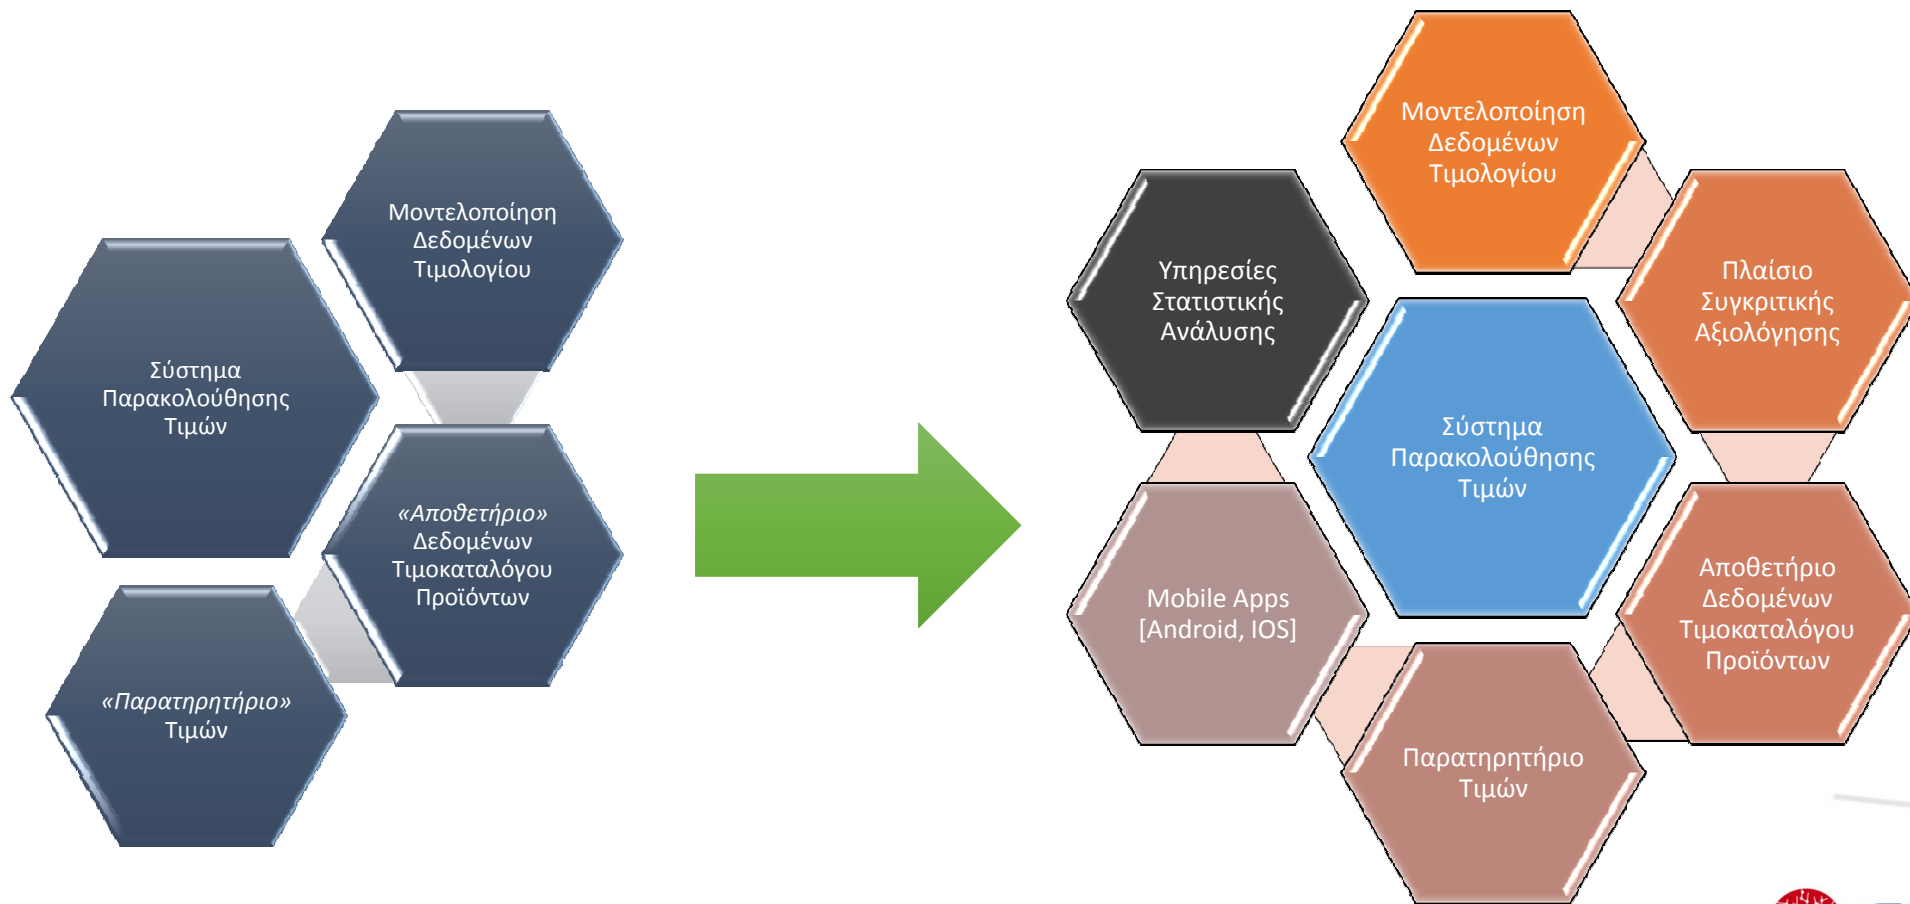 Μοντελοποίηση
Δεδομένων
Τιμολογίου
Σύστημα
Παρακολούθησης
Τιμών
«Αποθετήριο»
Δεδομένων
Τιμοκαταλόγου
Προϊόντων
«Παρατηρητήριο»
Τιμών
Μοντελοποίηση
Δεδομένων
Τιμολογίου
Υπηρεσίες
Στατιστικής
Ανάλυσης
Πλαίσιο
Συγκριτικής
Αξιολόγησης
Σύστημα
Παρακολούθησης
Τιμών
Mobile Apps
[Android, IOS]
Αποθετήριο
Δεδομένων
Τιμοκαταλόγου
Προϊόντων
Παρατηρητήριο
Τιμών